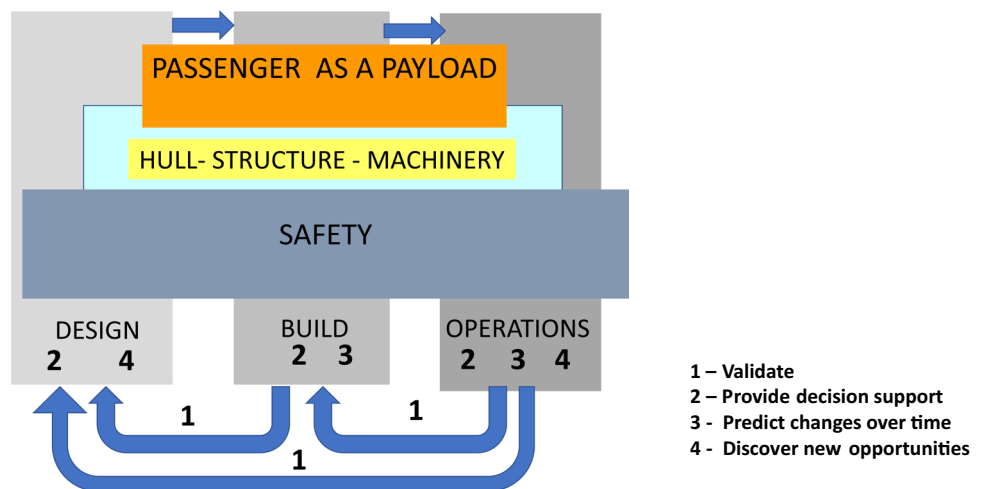 PASSENGER AS A PAYLOAD
HULL- STRUCTURE - MACHINERY
SAFETY
DESIGN
2 4
BUILD
2 3
OPERATIONS
2 3 4
1
1
1
1 – Validate
2 – Provide decision support
3 - Predict changes over time
4 - Discover new opportunities